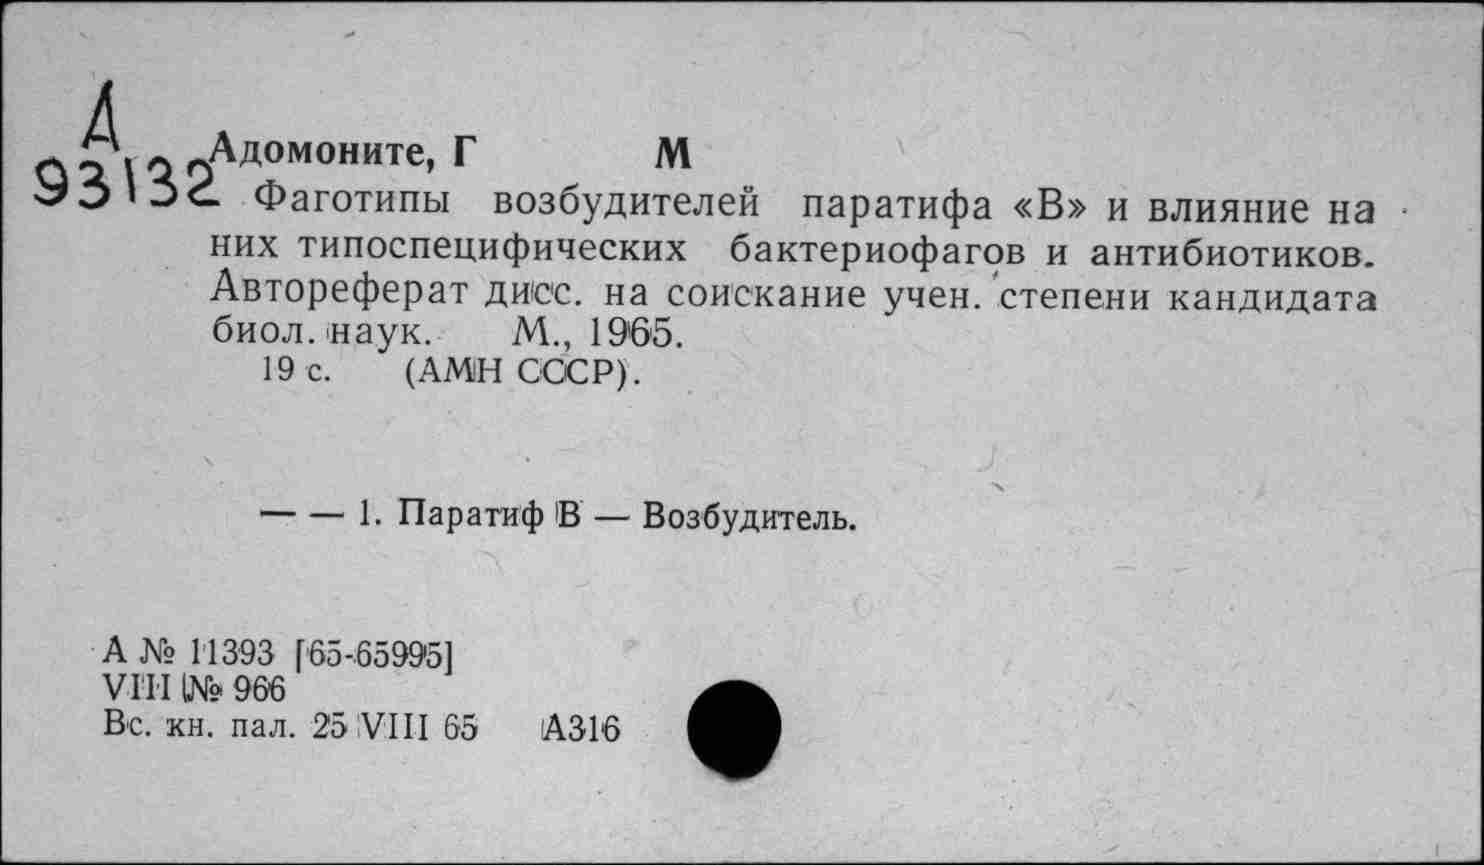 А
93132
Адомоните, Г М
Фаготипы возбудителей паратифа «В» и влияние на
них типоспецифических бактериофагов и антибиотиков.
Автореферат дисс. на соискание учен. степени кандидата
биол. наук. М., 1965.
19 с. (АМН СССР).
— — 1. Паратиф В — Возбудитель.
А № 11393 [65-65995]
VIII № 966
Вс. кн. пал. 25 VIII 65 А316